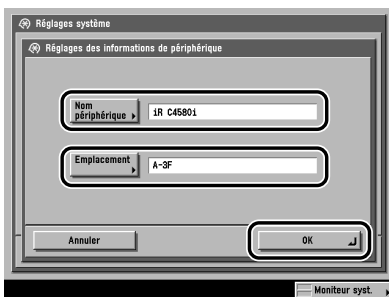 Réglages système
Réglages des informations de périphérique
Nom
périphérique
iR C4580i
Emplacement
A-3F
Annuler
OK
Moniteur syst.